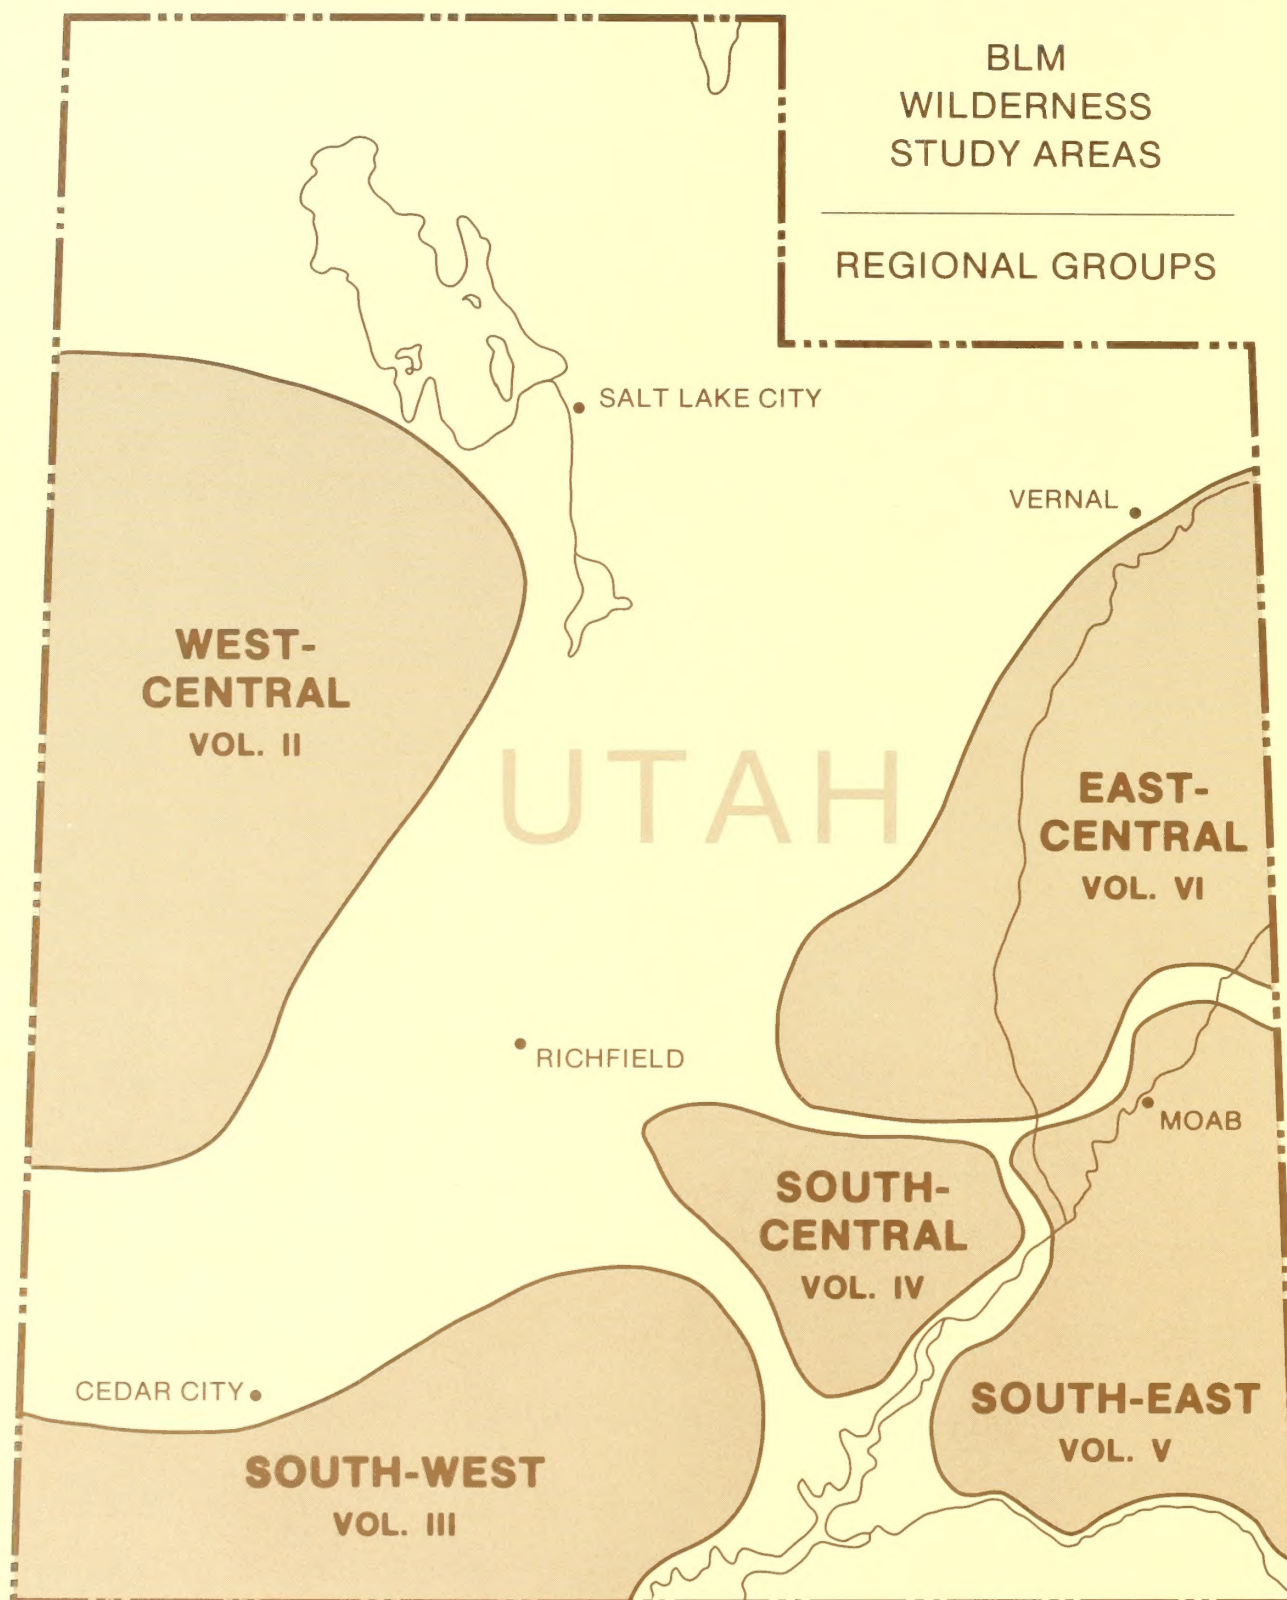 BLM
WILDERNESS
STUDY AREAS
REGIONAL GROUPS
SALT LAKE CITY
VERNAL
WEST-
CENTRAL
VOL. II
UTAH
EAST-
CENTRAL
VOL. VI
RICHFIELD
MOAB
SOUTH-
CENTRAL
VOL. IV
CEDAR CITY
SOUTH-EAST
VOL. V
SOUTH-WEST
VOL. III